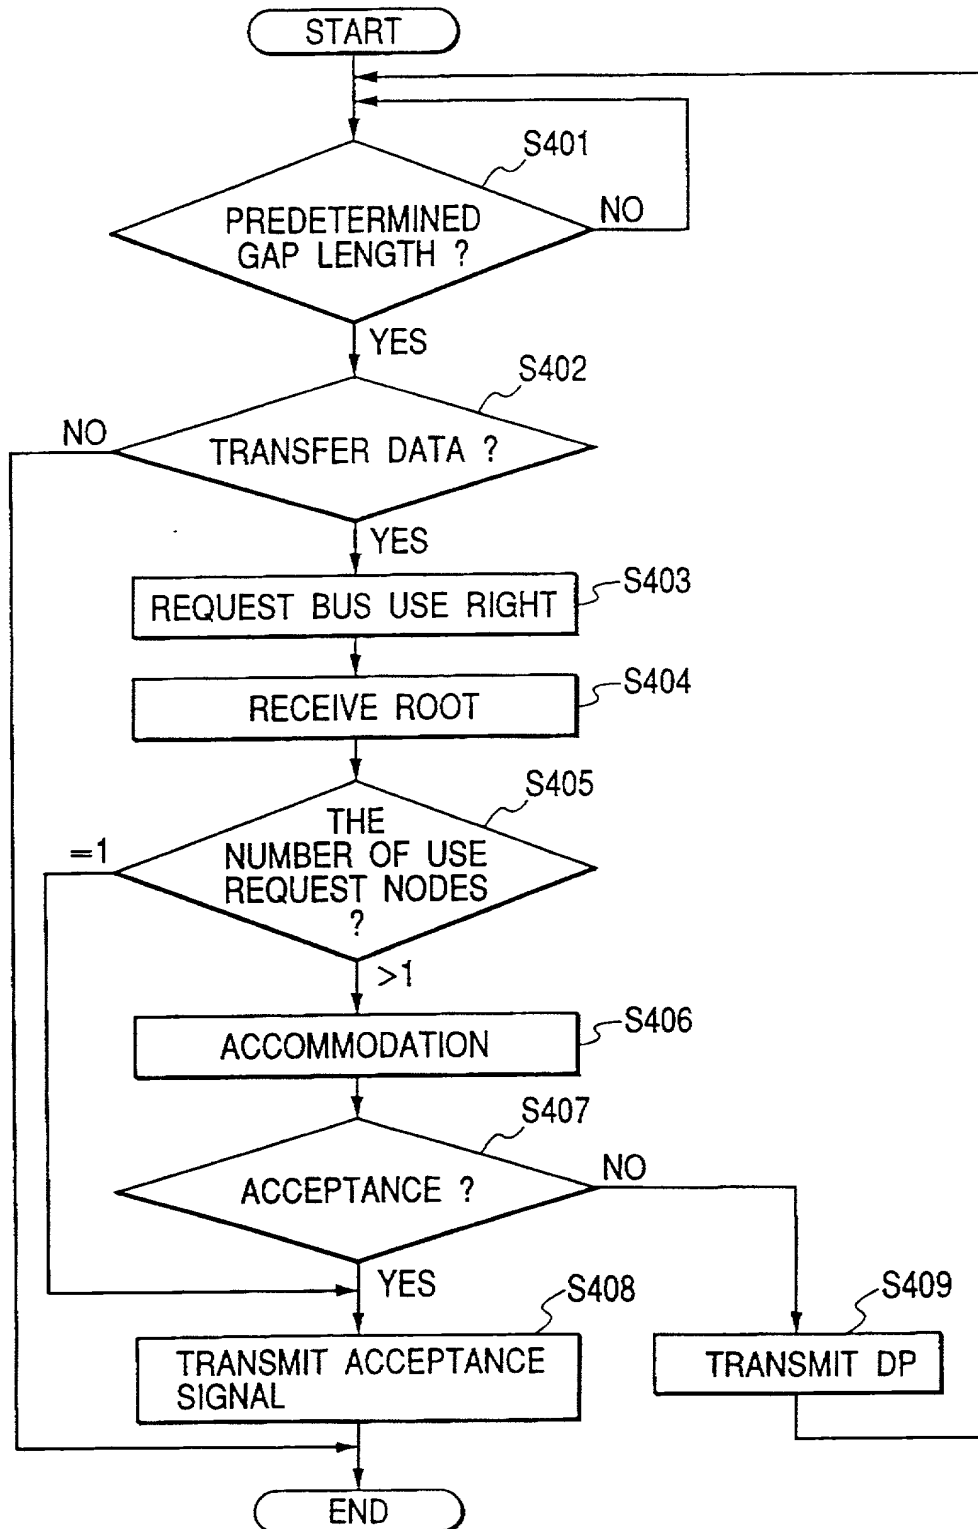 START
S401
PREDETERMINED
GAP LENGTH ?
NO
YES
S402
NO
TRANSFER DATA ?
YES
S403
REQUEST BUS USE RIGHT
S404
RECEIVE ROOT
S405
=1
THE
NUMBER OF USE
REQUEST NODES
?
>1
S406
ACCOMMODATION
S407
NO
ACCEPTANCE ?
YES
S408
S409
TRANSMIT ACCEPTANCE
SIGNAL
TRANSMIT DP
END